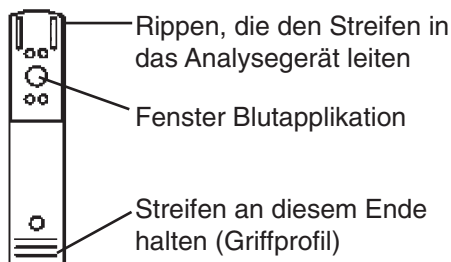 Rippen, die den Streifen in
das Analysegerät leiten
Fenster Blutapplikation
Streifen an diesem Ende
halten (Griffprofil)